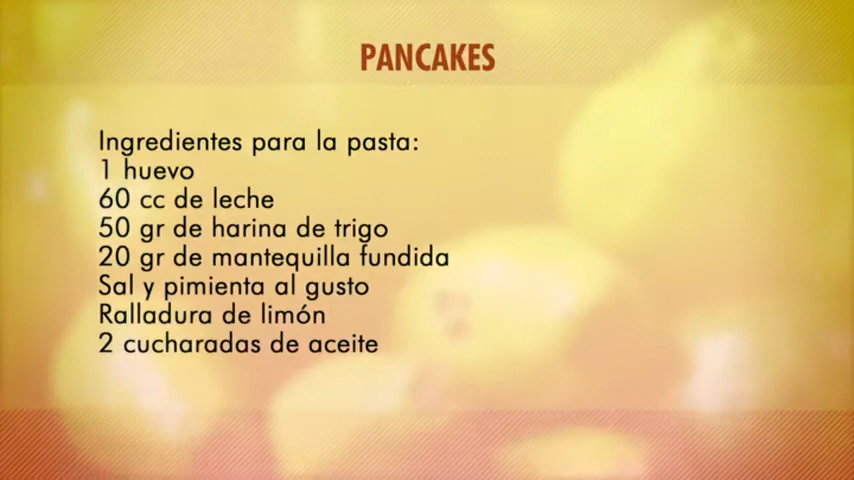 PANCAKES
Ingredientes para la pasta:
1 huevo
60 cc de leche
50 gr de harina de trigo
20 gr de mantequilla fundida
Sal y pimienta al gusto
Ralladura de limón
2 cucharadas de aceite